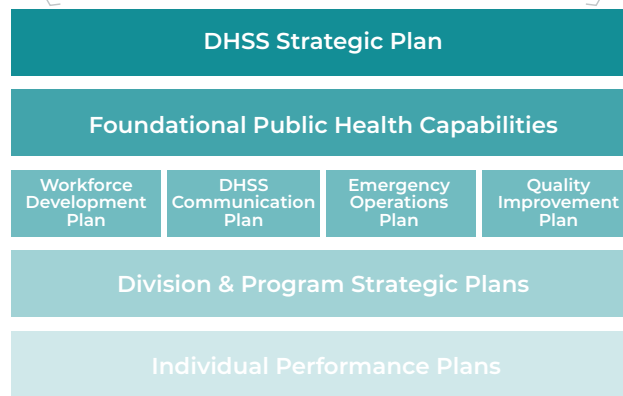 DHSS Strategic Plan
Foundational Public Health Capabilities
Workforce
Development
Plan
DHSS
Communication
Plan
Emergency
Operations
Plan
Quality
Improvement
Plan
Division & Program Strategic Plans
Individual Performance Plans